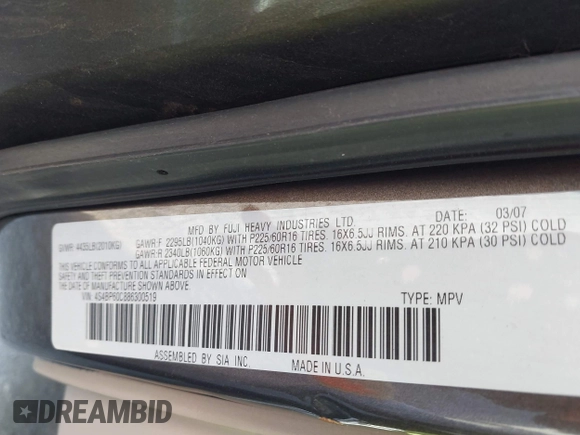 MFD. BY FUJI HEAVY INDUSTRIES LTD. 03/07
GVWR: 4435LB(2010KG) GAWR:F 2295LB(1040KG) WITH P225/60R16 TIRES. 16X6.5JJ RIMS. AT 220 KPA (32 PSI) COLD
GAWR:R 2340LB(1060KG) WITH P225/60R16 TIRES. 16X6.5JJ RIMS. AT 210 KPA (30 PSI) COLD
THIS VEHICLE CONFORMS TO ALL APPLICABLE FEDERAL MOTOR VEHICLE
SAFETY AND THEFT PREVENTION STANDARDS IN EFFECT ON THE DATE
OF MANUFACTURE SHOWN ABOVE.
VIN: 4S4BP60C886300519 TYPE: MPV
ASSEMBLED BY SIA INC. MADE IN U.S.A.
DREAMBID